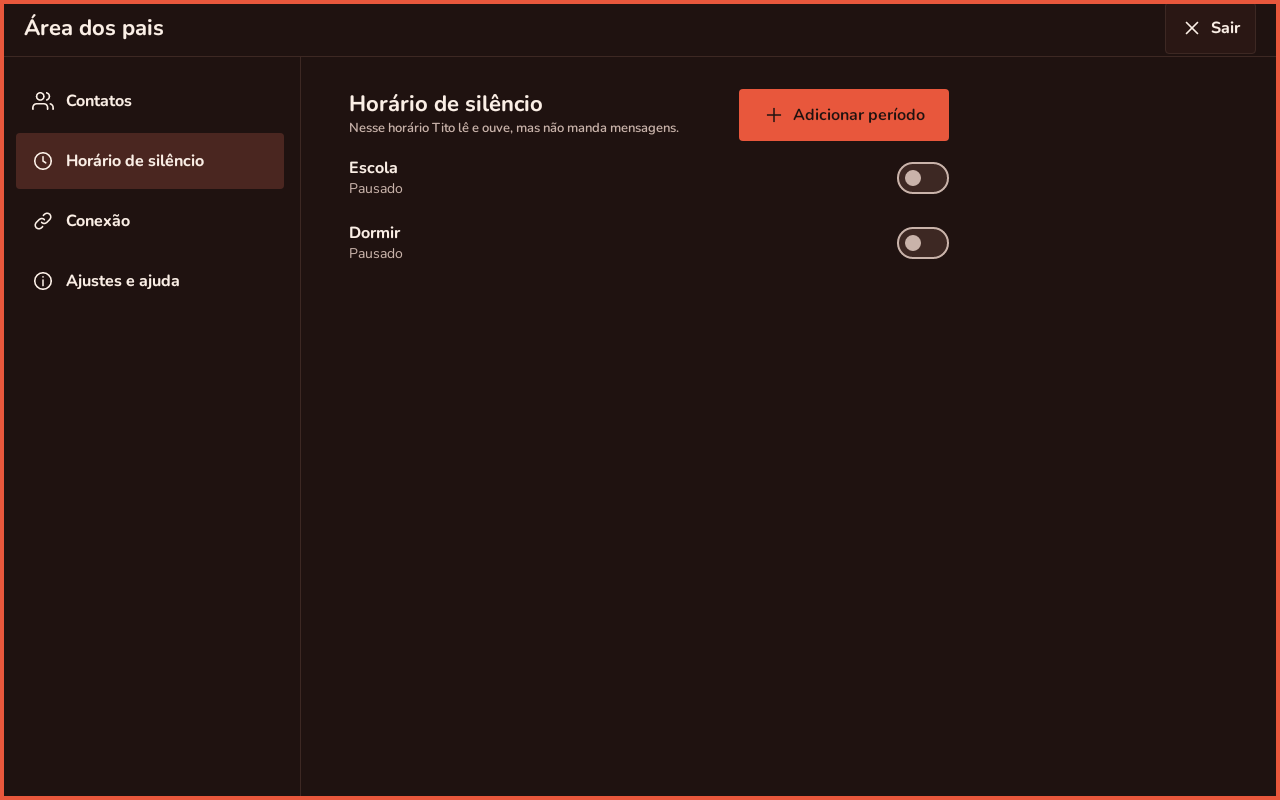 Área dos pais
Sair
Contatos
Horário de silêncio
Conexão
Ajustes e ajuda
Horário de silêncio
Nesse horário Tito lê e ouve, mas não manda mensagens.
Adicionar período
Escola
Pausado
Dormir
Pausado